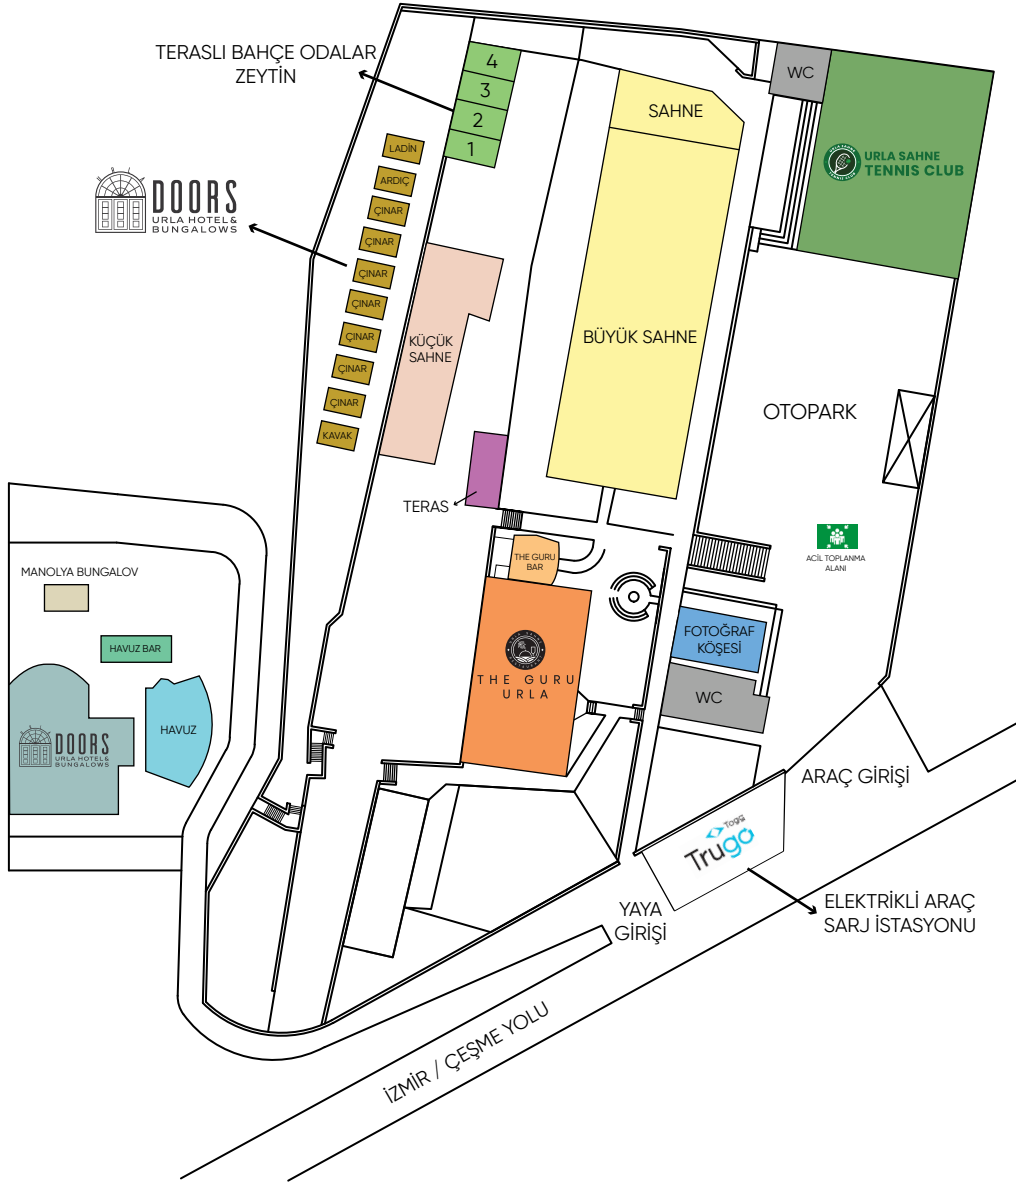 TERASLI BAHÇE ODALAR
ZEYTİN
4
3
2
1
WC
SAHNE
URLA SAHNE
TENNIS CLUB
LADİN
ARDIÇ
ÇINAR
ÇINAR
ÇINAR
ÇINAR
ÇINAR
ÇINAR
ÇINAR
KAVAK
DOORS
URLA HOTEL &
BUNGALOWS
KÜÇÜK
SAHNE
BÜYÜK SAHNE
OTOPARK
TERAS
ACİL TOPLANMA
ALANI
THE GURU
BAR
MANOLYA BUNGALOV
HAVUZ BAR
HAVUZ
DOORS
URLA HOTEL &
BUNGALOWS
THE GURU
URLA
FOTOĞRAF
KÖŞESİ
WC
ARAÇ GİRİŞİ
Togg
Trugo
ELEKTRİKLİ ARAÇ
SARJ İSTASYONU
YAYA
GİRİŞİ
İZMİR / ÇEŞME YOLU